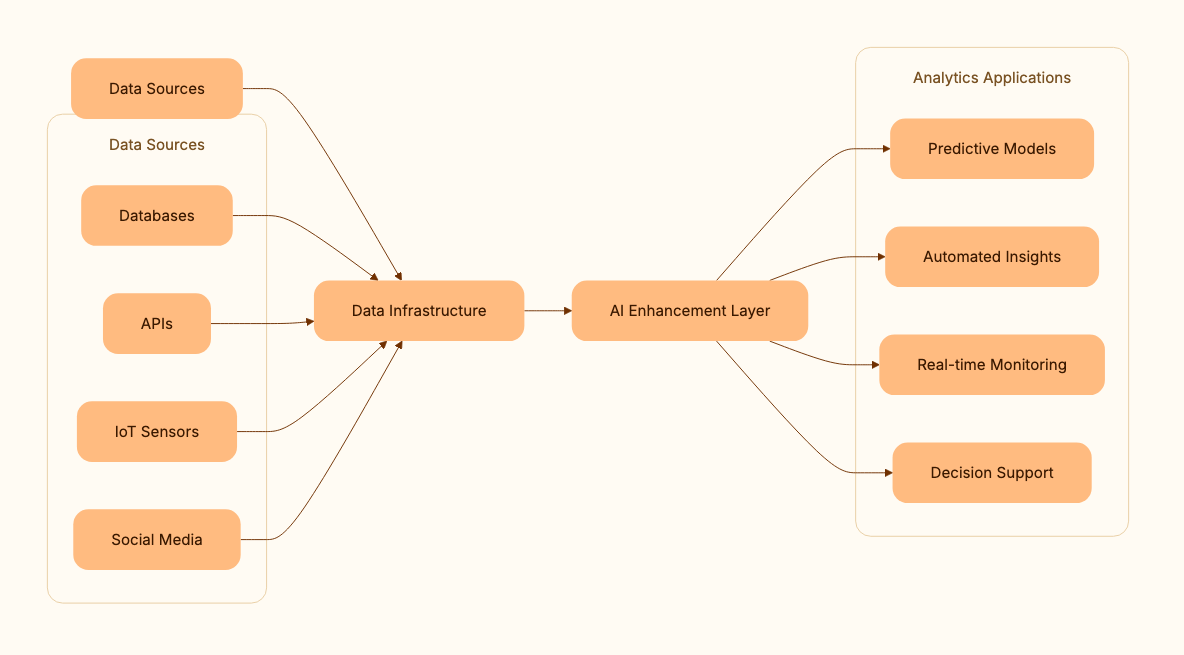 Data Sources
Data Sources
Databases
APIs
IoT Sensors
Social Media
Data Infrastructure
AI Enhancement Layer
Analytics Applications
Predictive Models
Automated Insights
Real-time Monitoring
Decision Support